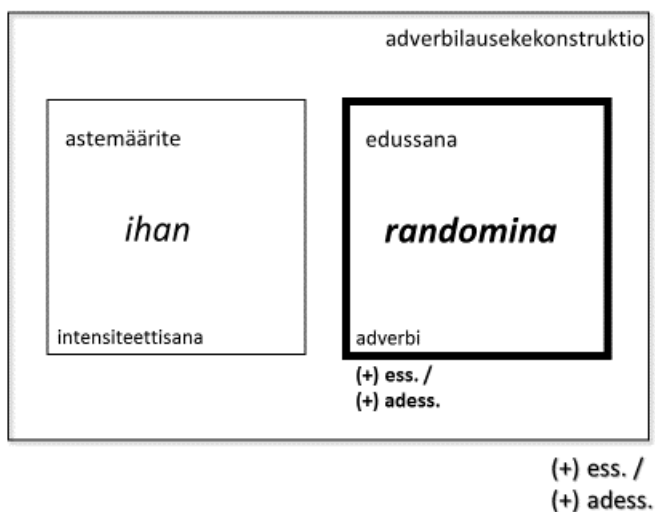 adverbilausekekonstruktio
astemäärite
ihan
intensiteettisana
edussana
randomina
adverbi
(+) ess. /
(+) adess.
(+) ess. /
(+) adess.